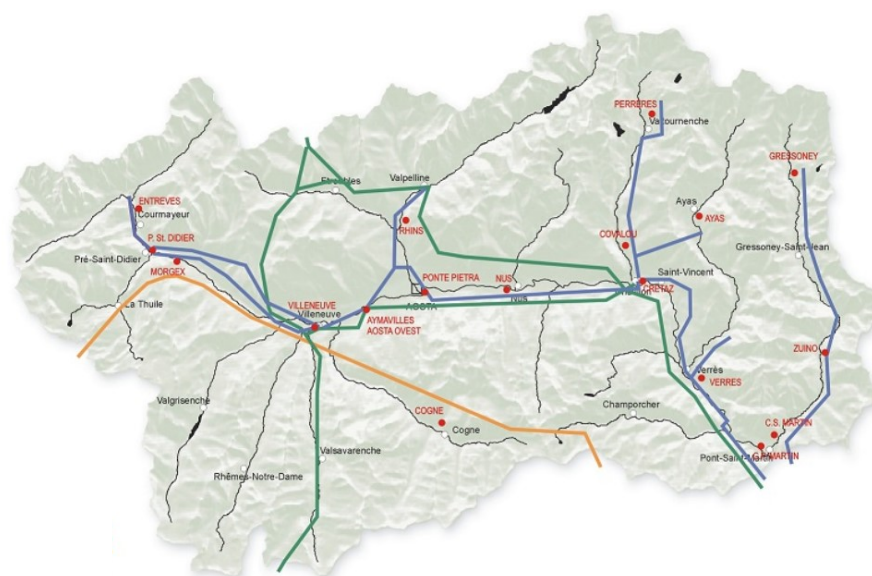 PERRERES
Valtournenche
GRESSONEY
Etroubles
Valpelline
ENTREVES
Courmayeur
Ayas
AYAS
RHINS
P. St. DIDIER
Pré-Saint-Didier
MORGEX
COVALOU
Gressoney-Saint-Jean
Saint-Vincent
PONTE PIETRA
NUS
CRETAZ
Nus
AOSTA
La Thuile
VILLENEUVE
Villeneuve
AYMAVILLES
AOSTA OVEST
ZUINO
Verrès
VERRES
Valgrisenche
COGNE
Cogne
Champorcher
C.S. MARTIN
Pont-Saint-Martin
Valsavarenche
Rhêmes-Notre-Dame